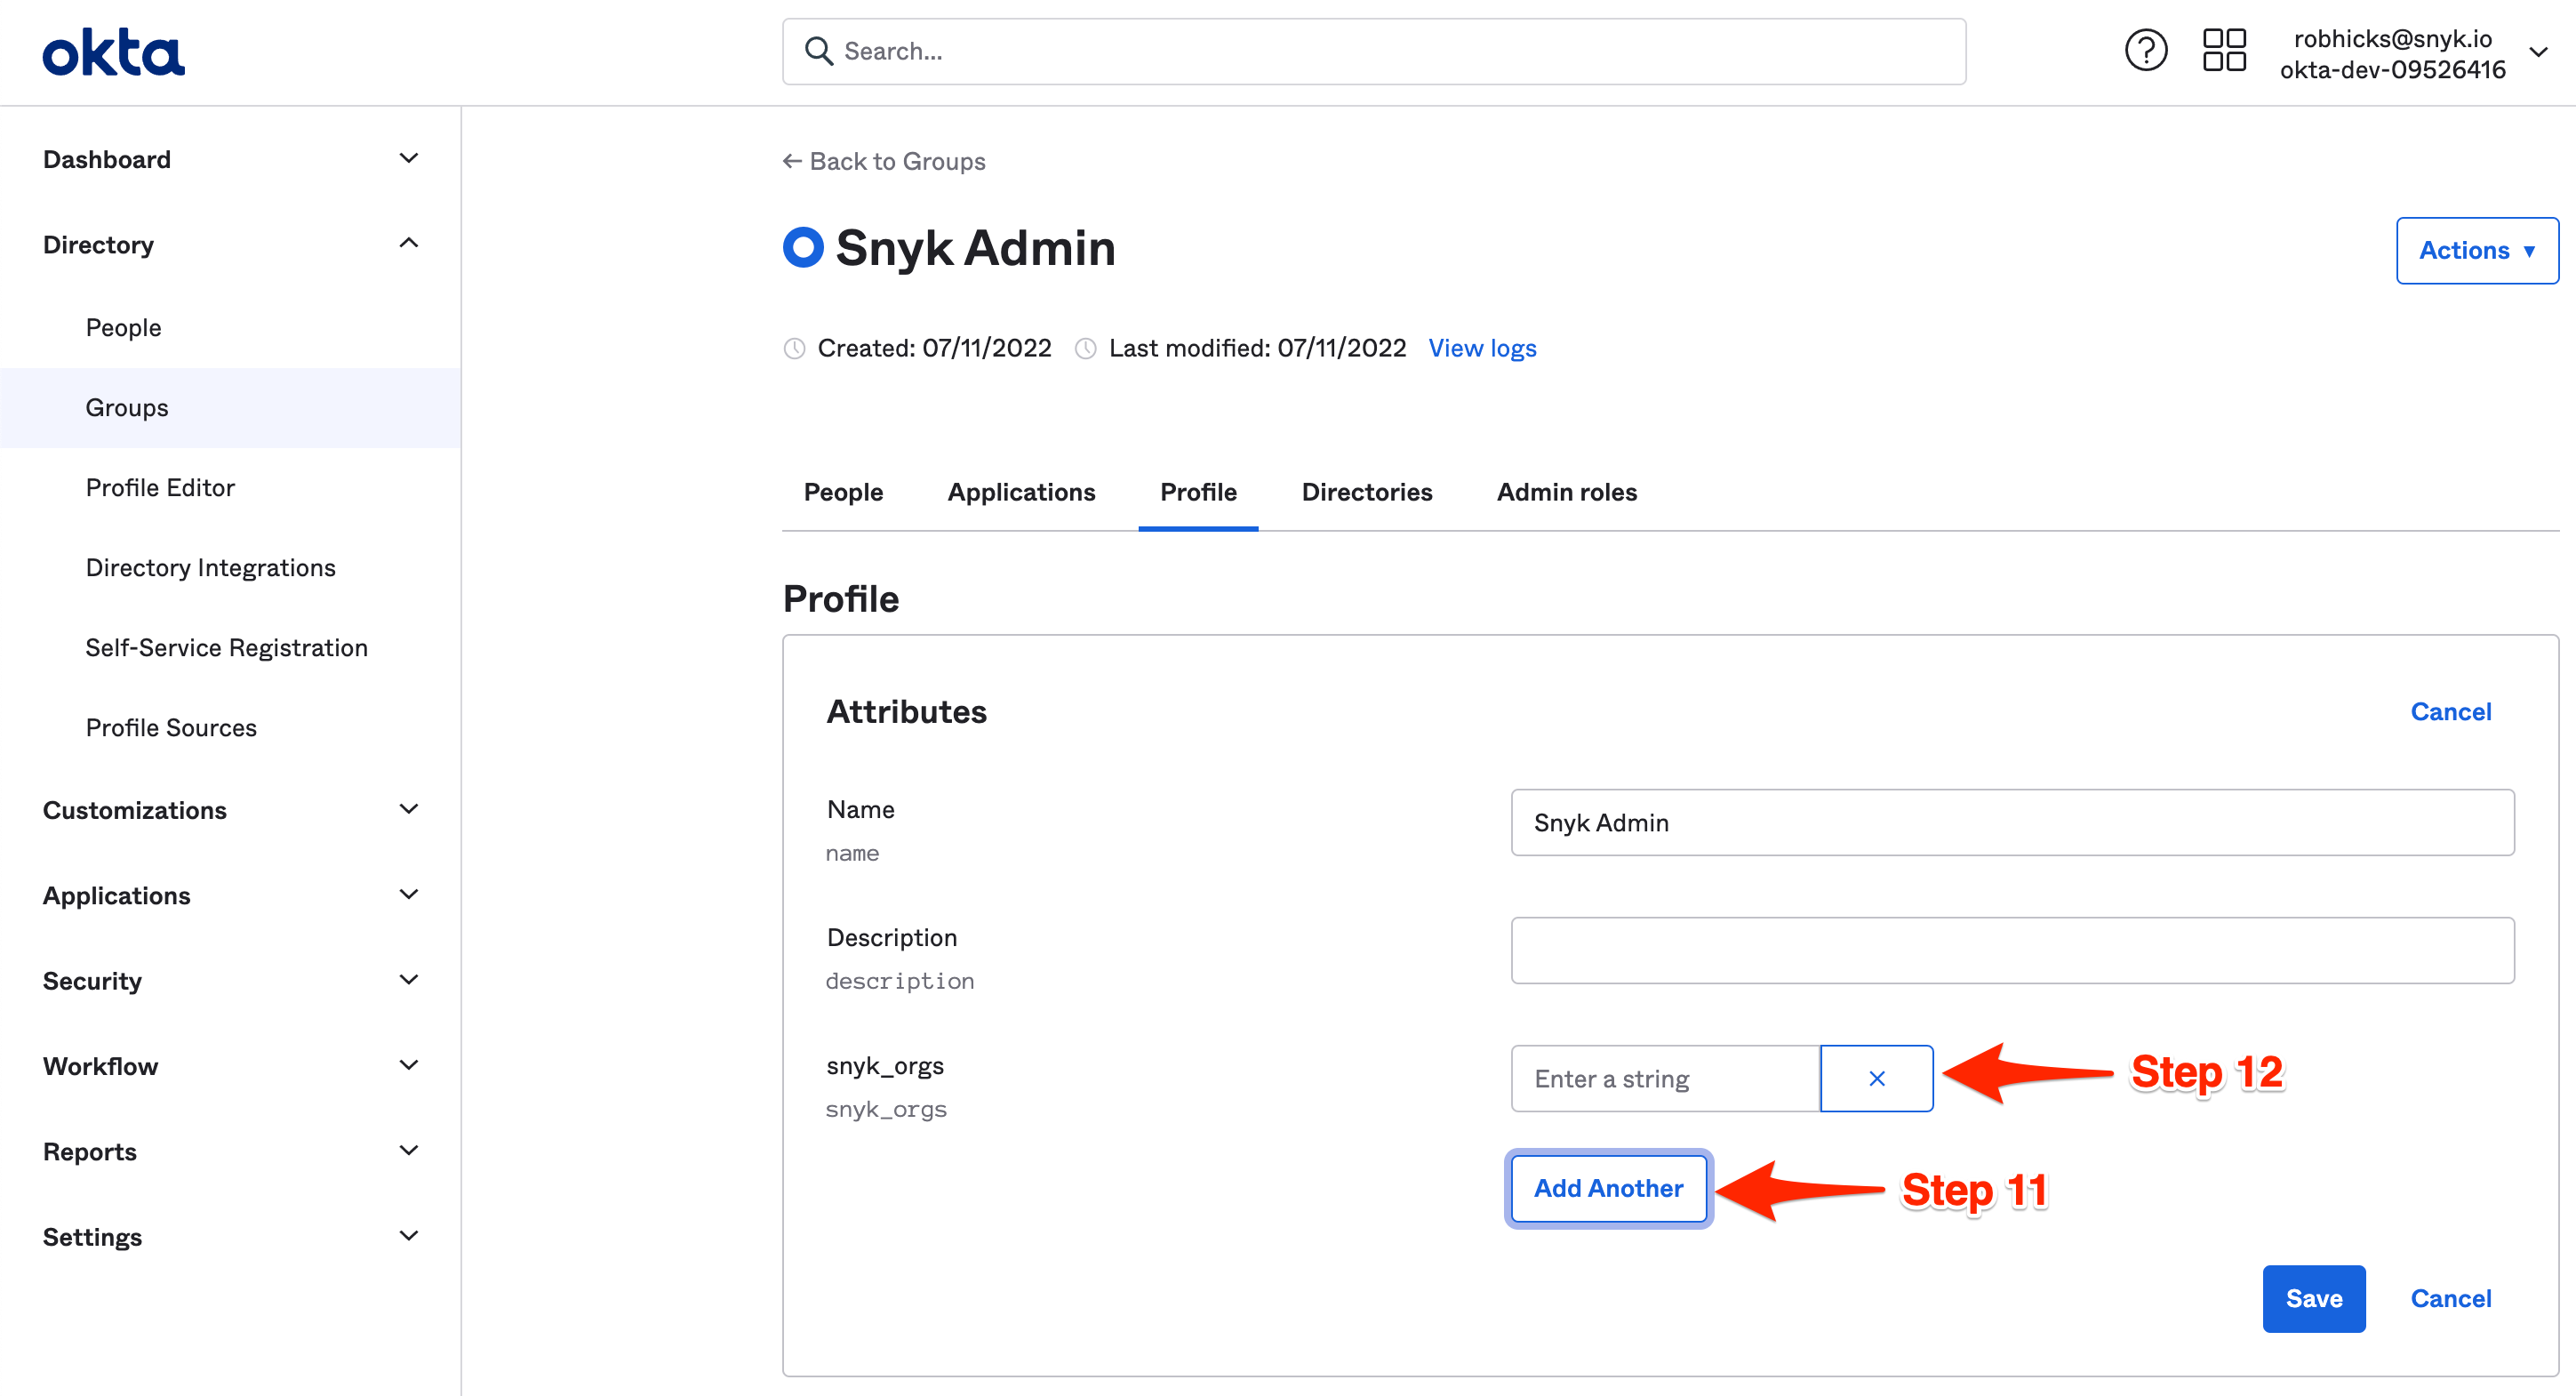 okta
Search...
robhicks@snyk.io
okta-dev-09526416
Dashboard
Directory
People
Groups
Profile Editor
Directory Integrations
Self-Service Registration
Profile Sources
Customizations
Applications
Security
Workflow
Reports
Settings
← Back to Groups
Snyk Admin
Actions ▼
Created: 07/11/2022 Last modified: 07/11/2022 View logs
People Applications Profile Directories Admin roles
Profile
Attributes Cancel
Name
name
Snyk Admin
Description
description
snyk_orgs
snyk_orgs
Enter a string
Step 12
Add Another
Step 11
Save Cancel